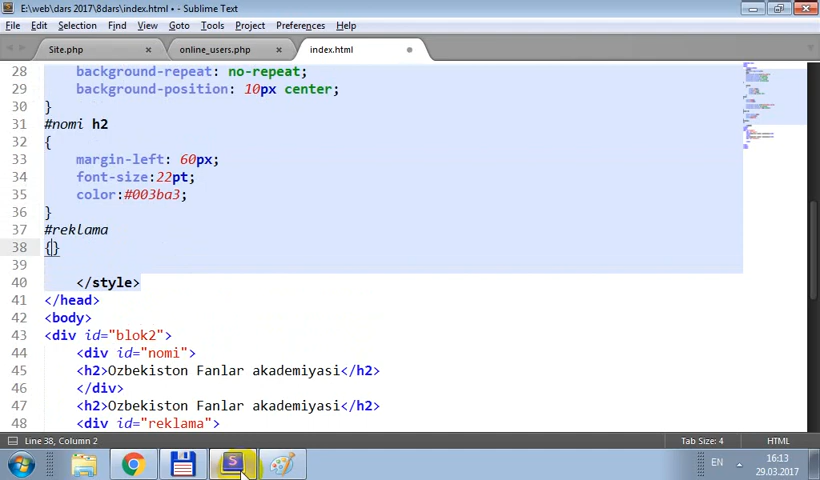 E:\web\dars 2017\8dars\index.html • - Sublime Text
File Edit Selection Find View Goto Tools Project Preferences Help
Site.php online_users.php index.html
28 background-repeat: no-repeat;
29 background-position: 10px center;
30 }
31 #nomi h2
32 {
33 margin-left: 60px;
34 font-size:22pt;
35 color:#003ba3;
36 }
37 #reklama
38 {}
39
40 </style>
41 </head>
42 <body>
43 <div id="blok2">
44 <div id="nomi">
45 <h2>Ozbekiston Fanlar akademiyasi</h2>
46 </div>
47 <h2>Ozbekiston Fanlar akademiyasi</h2>
48 <div id="reklama">
Line 38, Column 2 Tab Size: 4 HTML
EN 16:13
29.03.2017